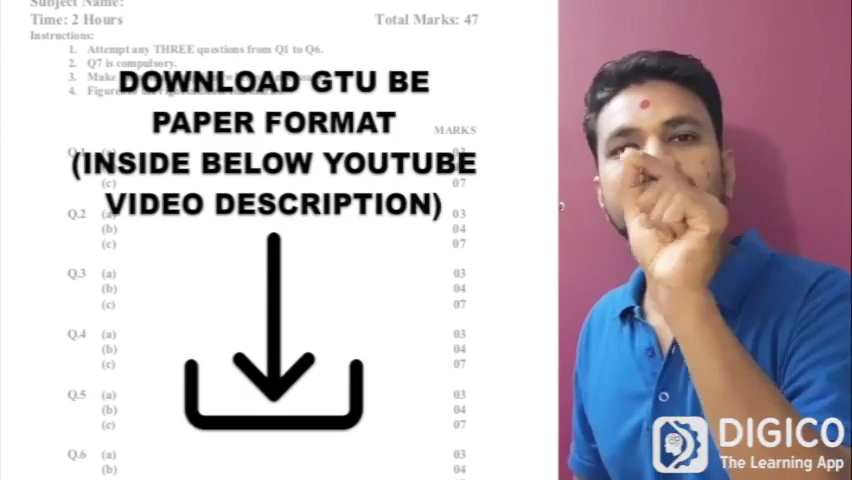 Subject Name:
Time: 2 Hours Total Marks: 47
Instructions:
1. Attempt any THREE questions from Q1 to Q6.
2. Q7 is compulsory.
3. Make
4. Figures
DOWNLOAD GTU BE
PAPER FORMAT
(INSIDE BELOW YOUTUBE
VIDEO DESCRIPTION)
MARKS
Q.1
(c) 07
Q.2 (a) 03
(b) 04
(c) 07
Q.3 (a) 03
(b) 04
(c) 07
Q.4 (a) 03
(b) 04
(c) 07
Q.5 (a) 03
(b) 04
(c) 07
Q.6 (a) 03
(b) 04
DIGICO
The Learning App